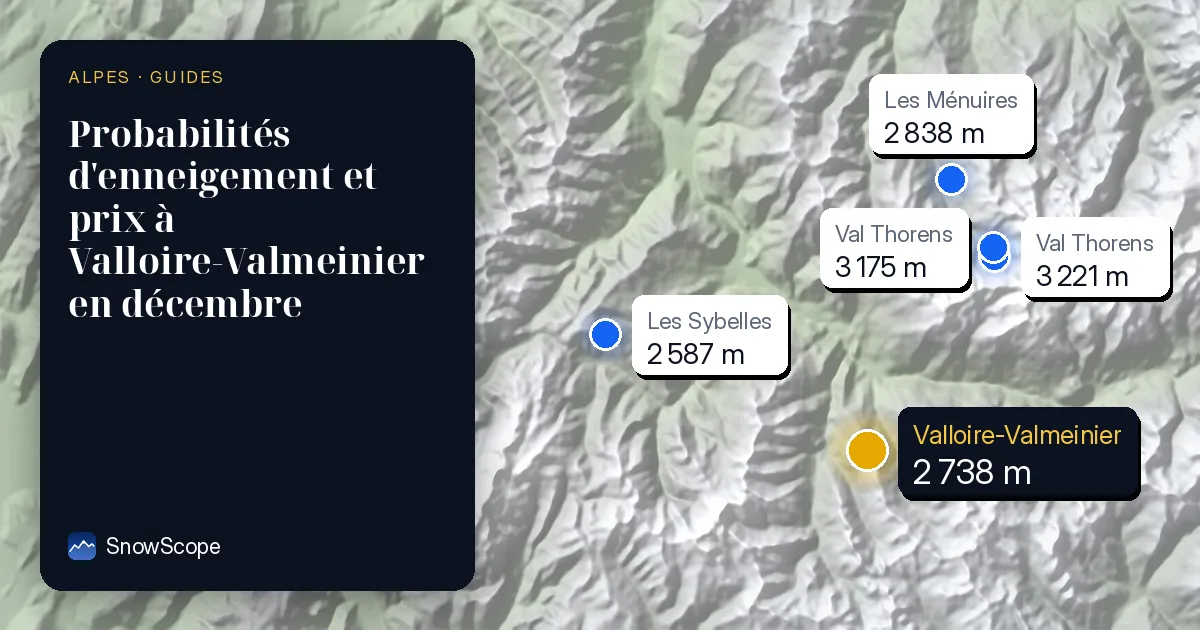 ALPES · GUIDES
Probabilités
d'enneigement et
prix à
Valloire-Valmeinier
en décembre
SnowScope
Les Ménuires
2 838 m
Val Thorens
3 175 m
Val Thorens
3 221 m
Les Sybelles
2 587 m
Valloire-Valmeinier
2 738 m